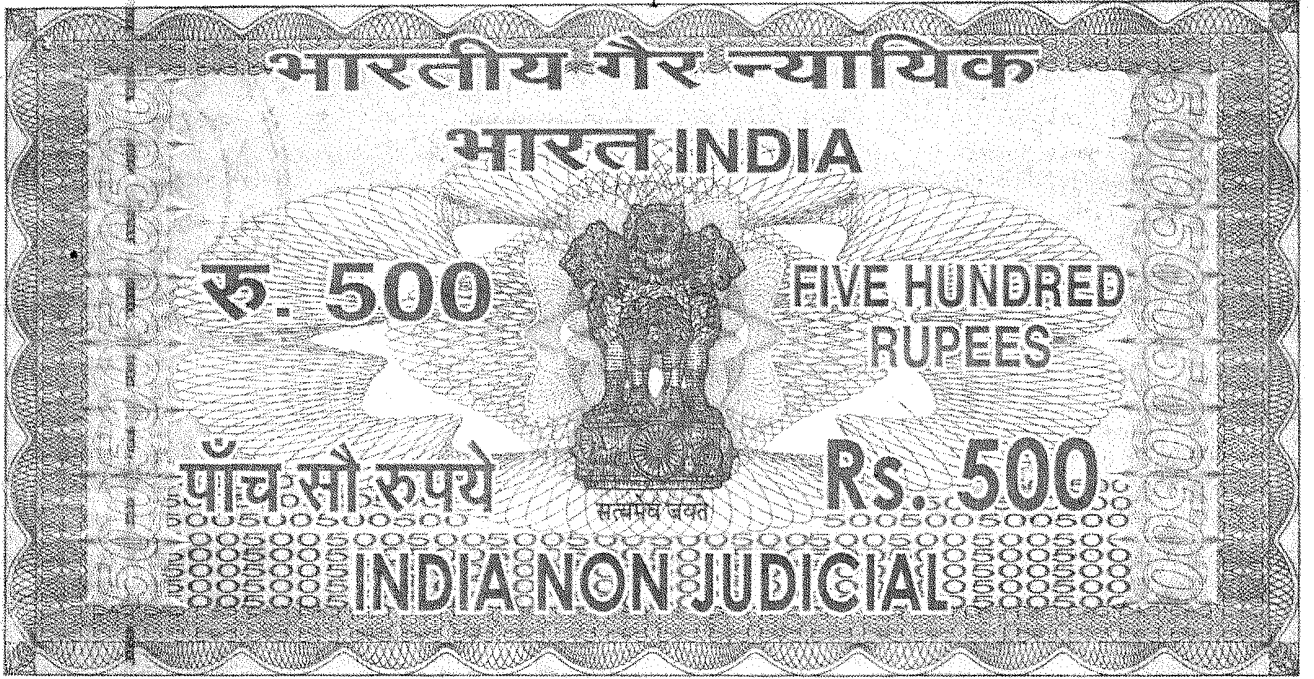 भारतीय गैर न्यायिक
भारत INDIA
रु. 500
FIVE HUNDRED
RUPEES
पाँच सौ रुपये
Rs. 500
सत्यमेव जयते
INDIA NON JUDICIAL